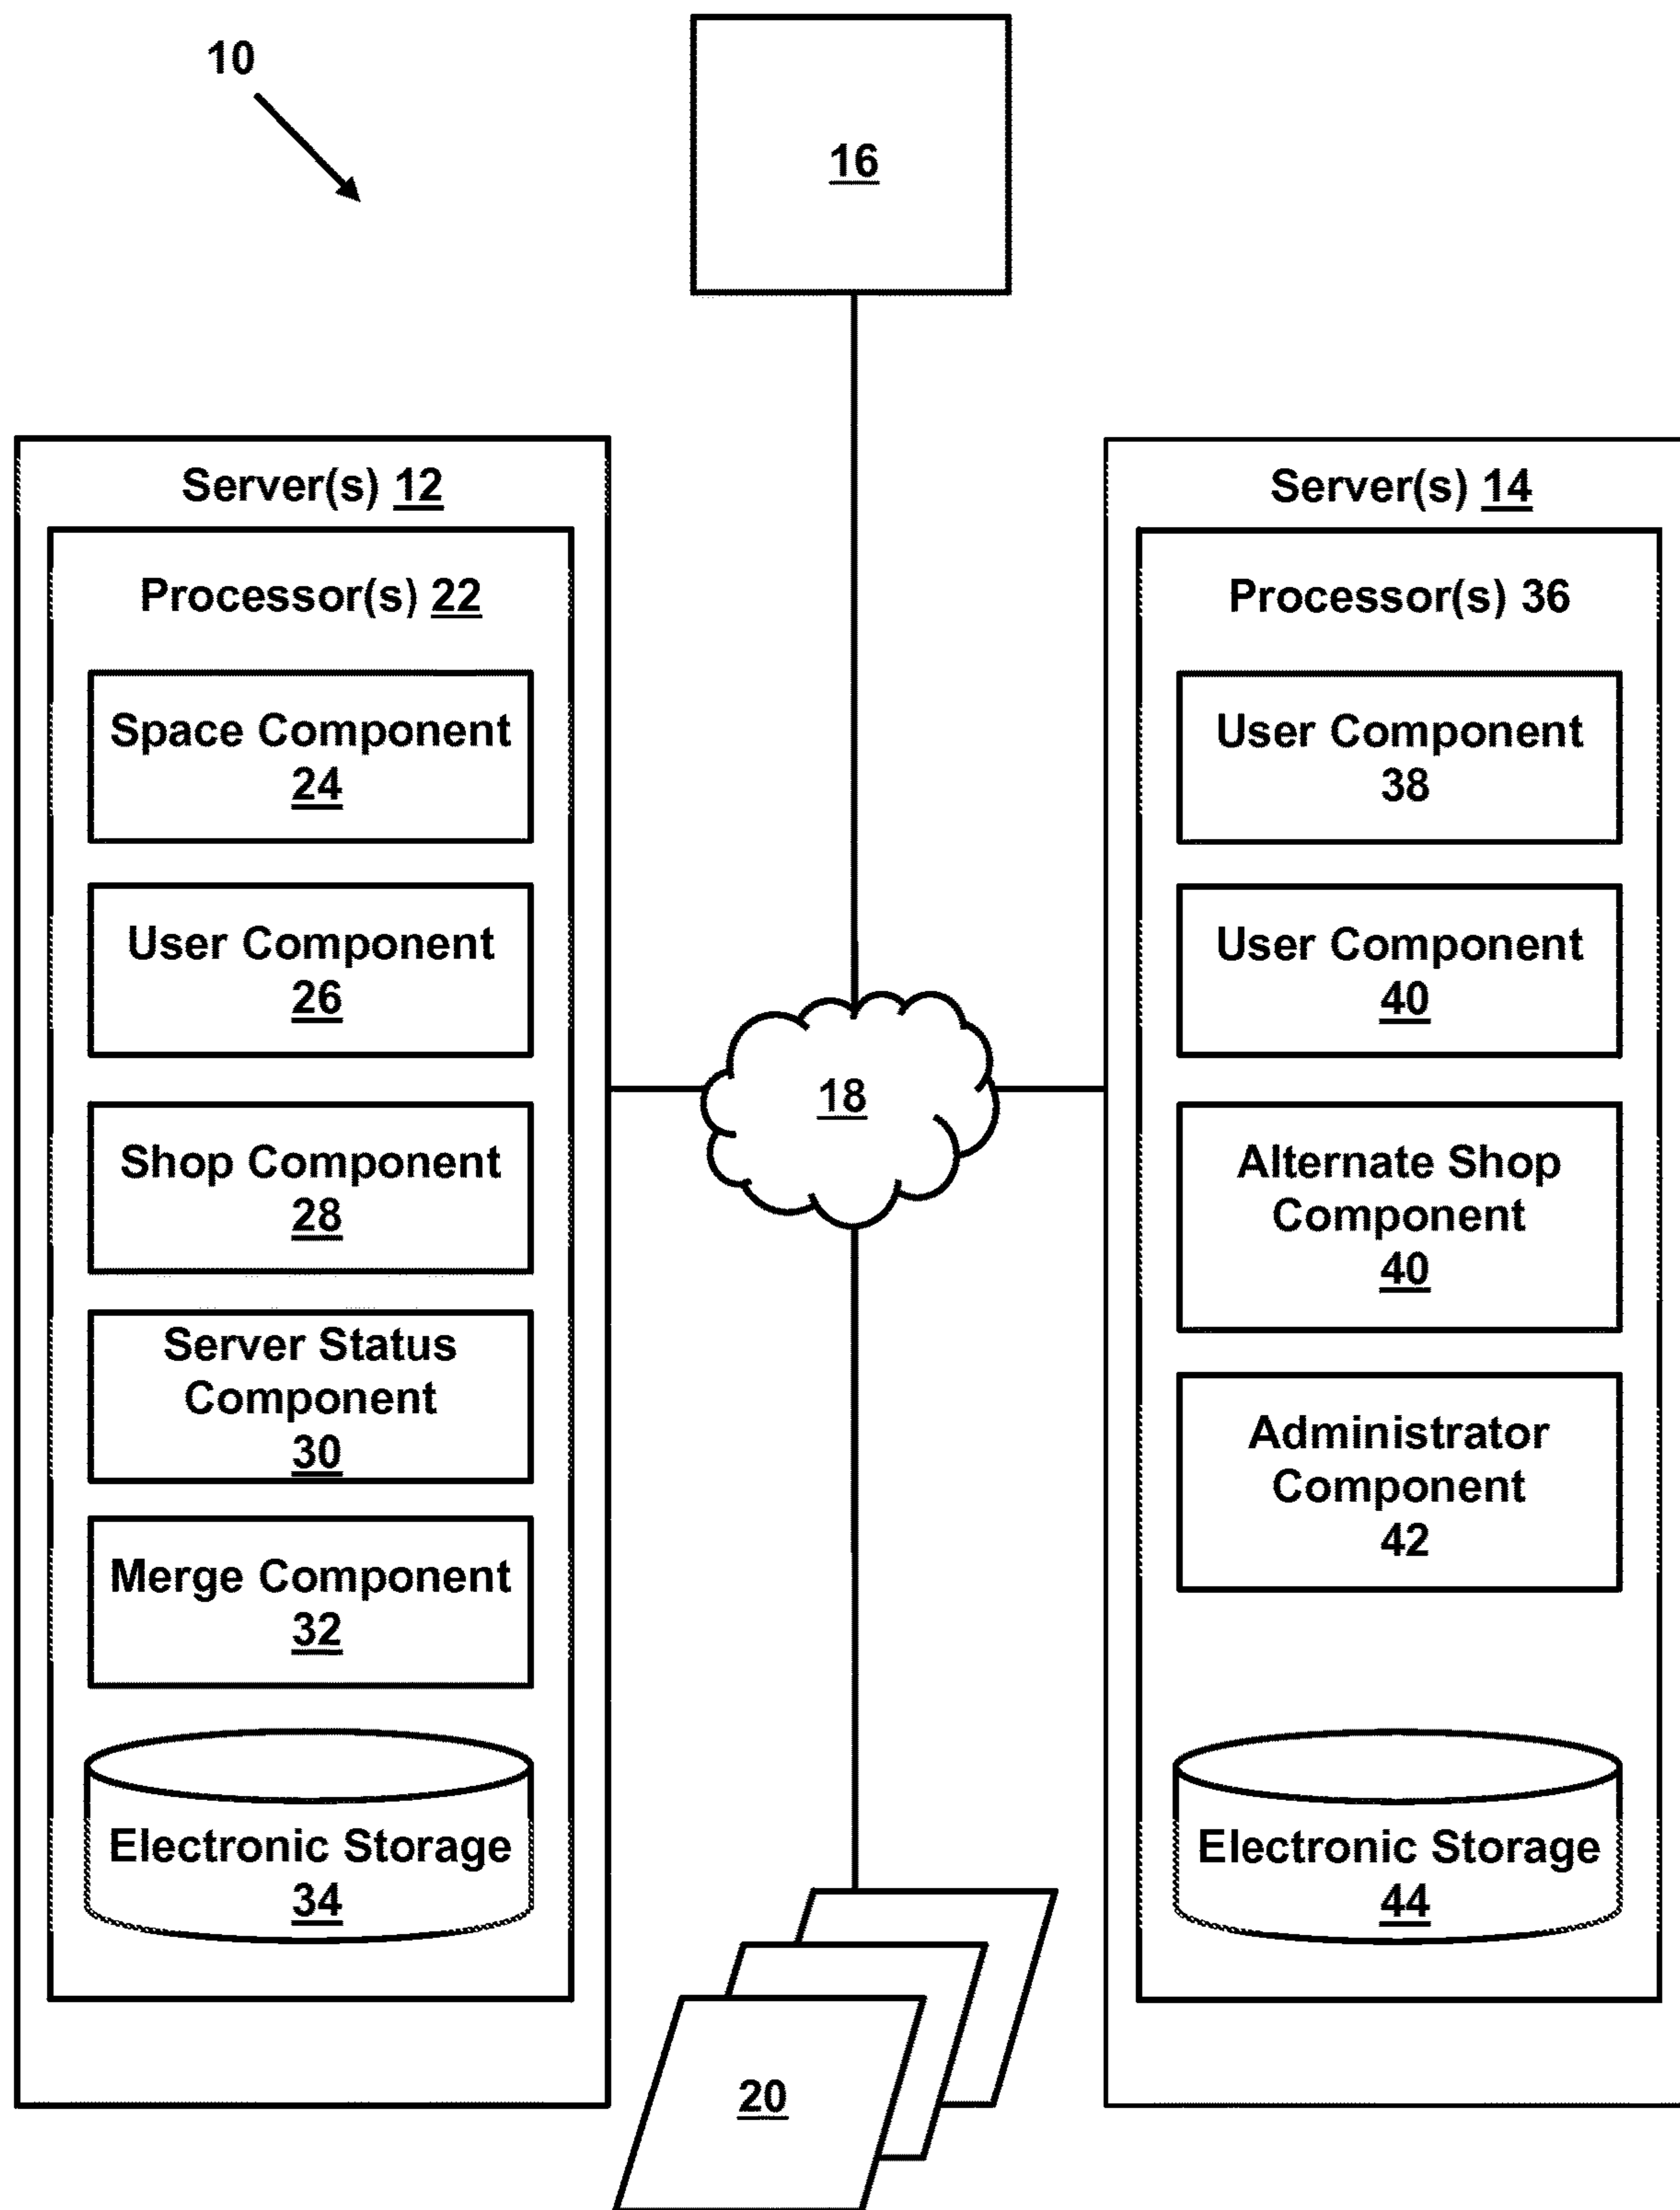 10
16
Server(s) 12
Processor(s) 22
Space Component
24
User Component
26
Shop Component
28
Server Status
Component
30
Merge Component
32
Electronic Storage
34
18
20
Server(s) 14
Processor(s) 36
User Component
38
User Component
40
Alternate Shop
Component
40
Administrator
Component
42
Electronic Storage
44